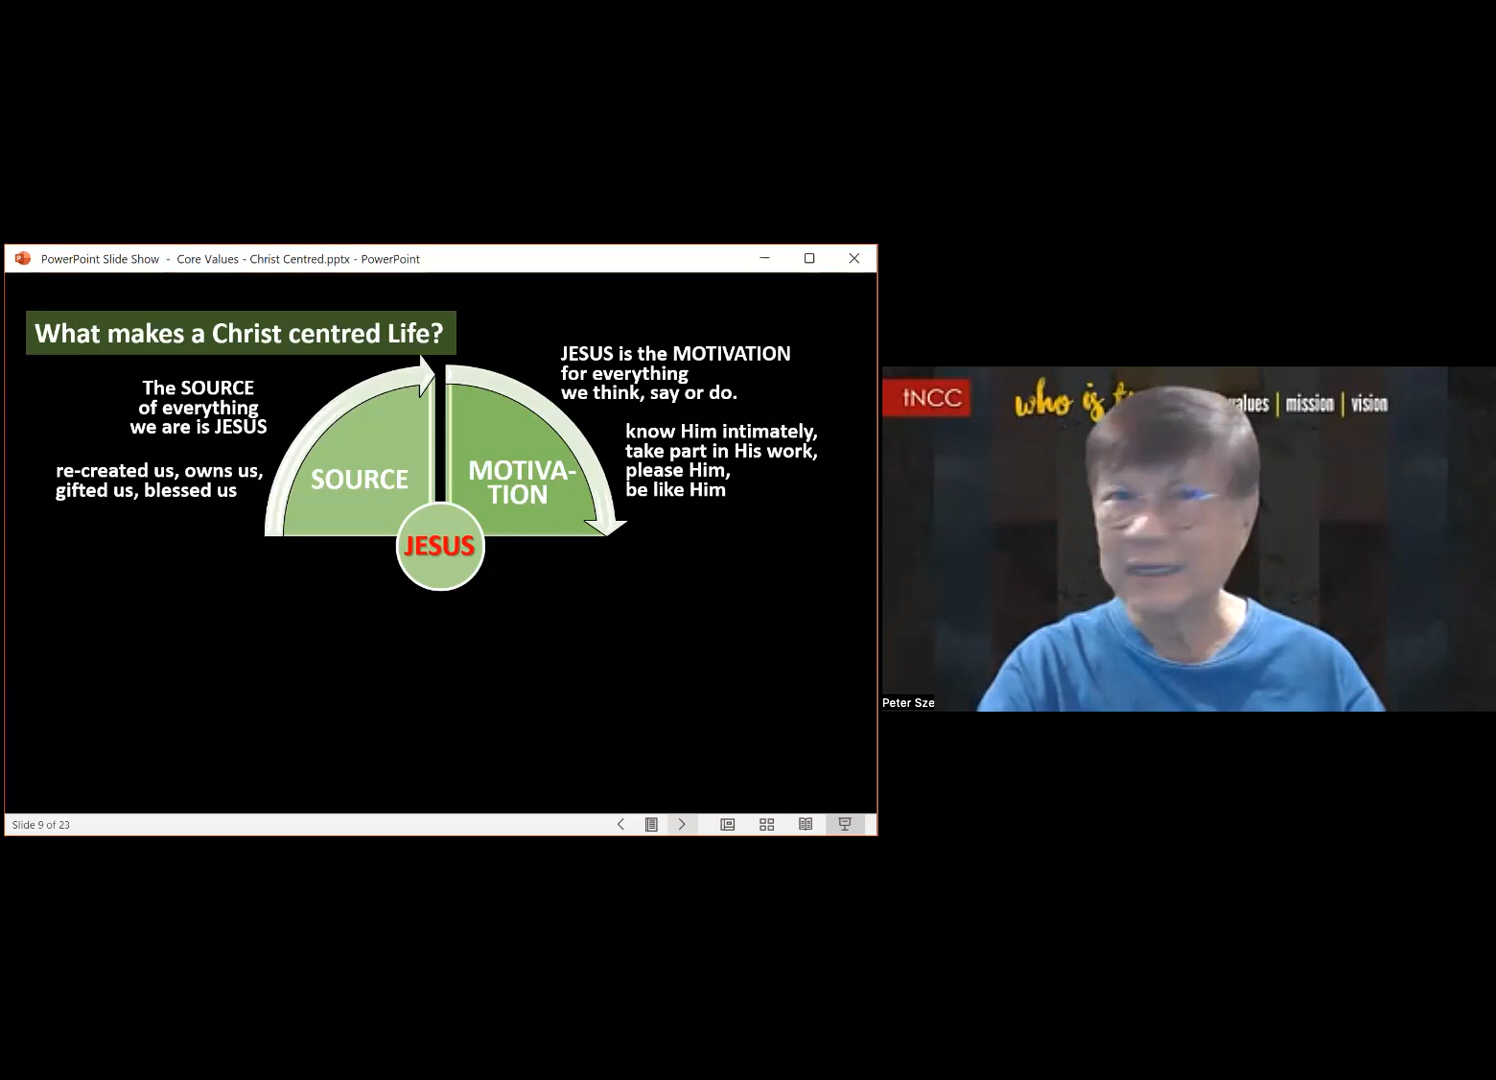 PowerPoint Slide Show - Core Values - Christ Centred.pptx - PowerPoint
What makes a Christ centred Life?
The SOURCE
of everything
we are is JESUS
re-created us, owns us,
gifted us, blessed us
SOURCE
MOTIVA-
TION
JESUS
JESUS is the MOTIVATION
for everything
we think, say or do.
know Him intimately,
take part in His work,
please Him,
be like Him
Slide 9 of 23
tNCC
who is
values | mission | vision
Peter Sze